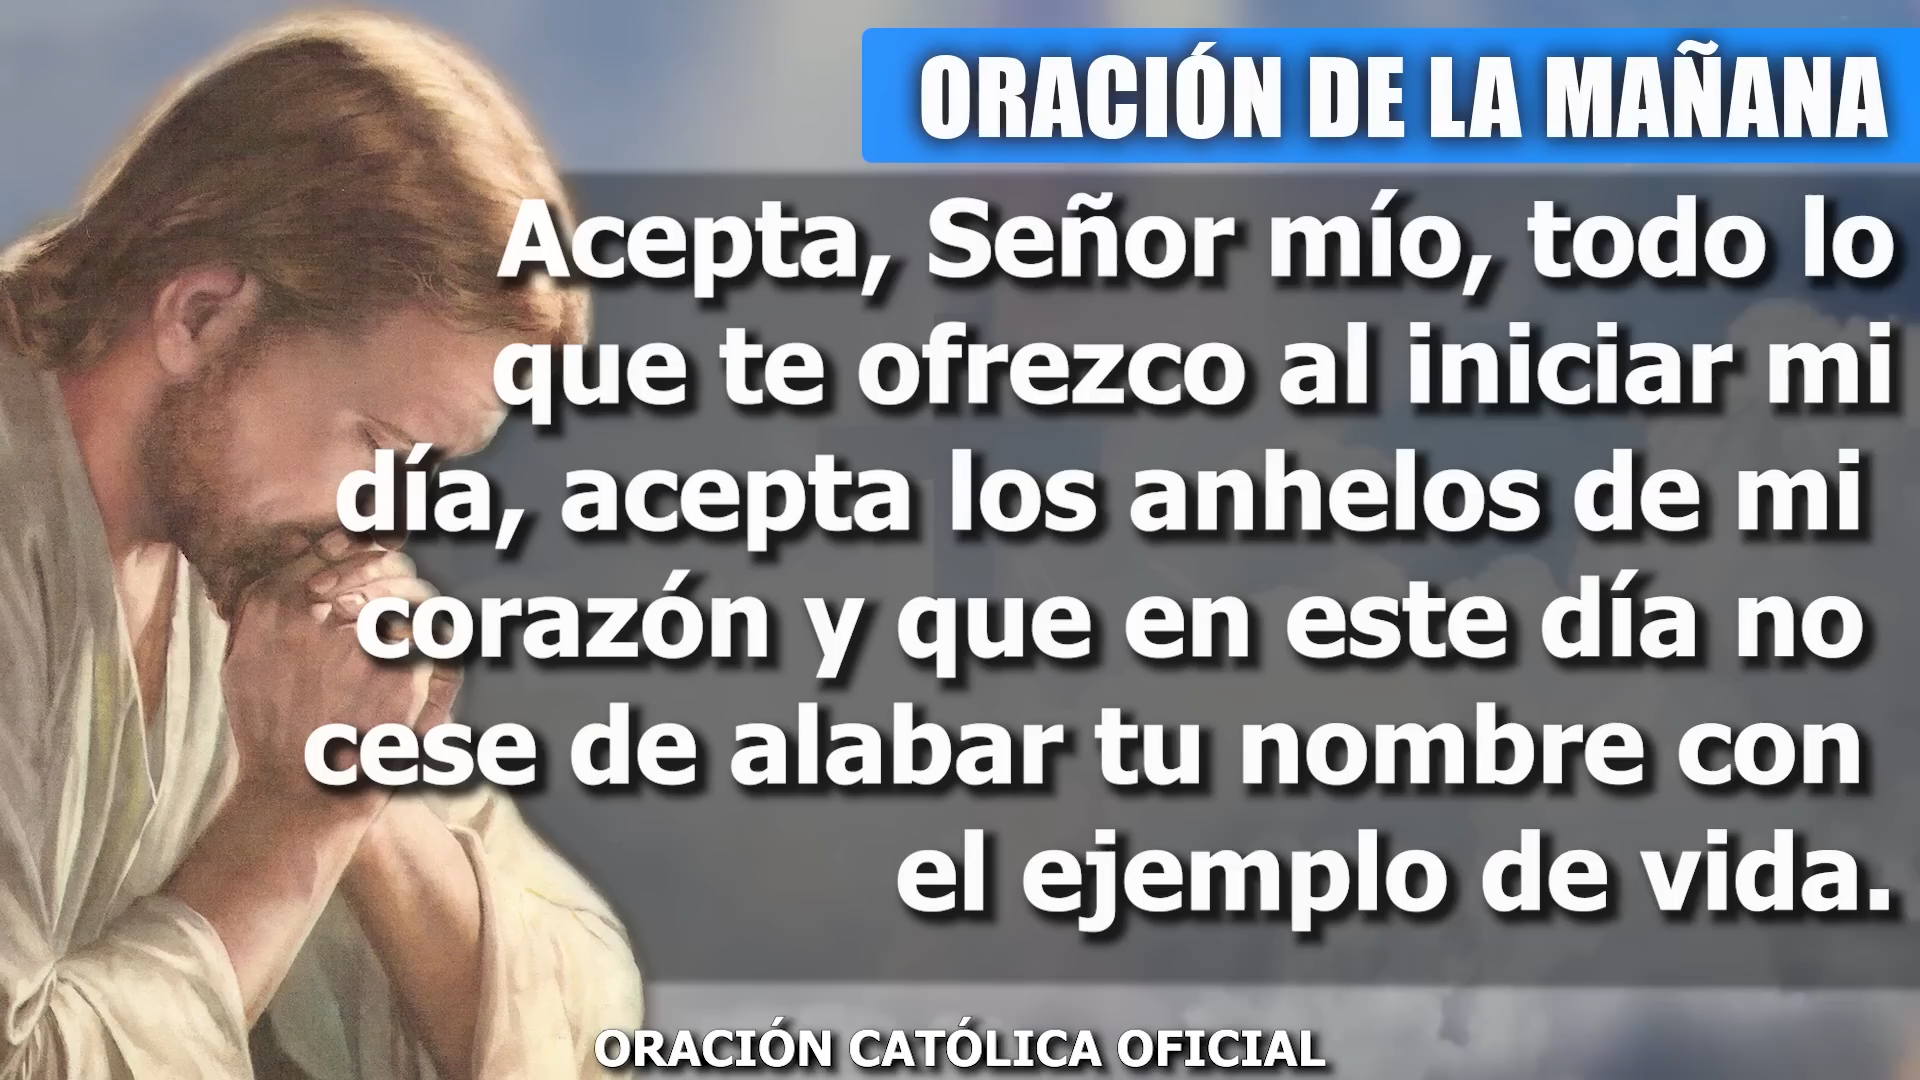 ORACIÓN DE LA MAÑANA
Acepta, Señor mío, todo lo
que te ofrezco al iniciar mi
día, acepta los anhelos de mi
corazón y que en este día no
cese de alabar tu nombre con
el ejemplo de vida.
ORACIÓN CATÓLICA OFICIAL